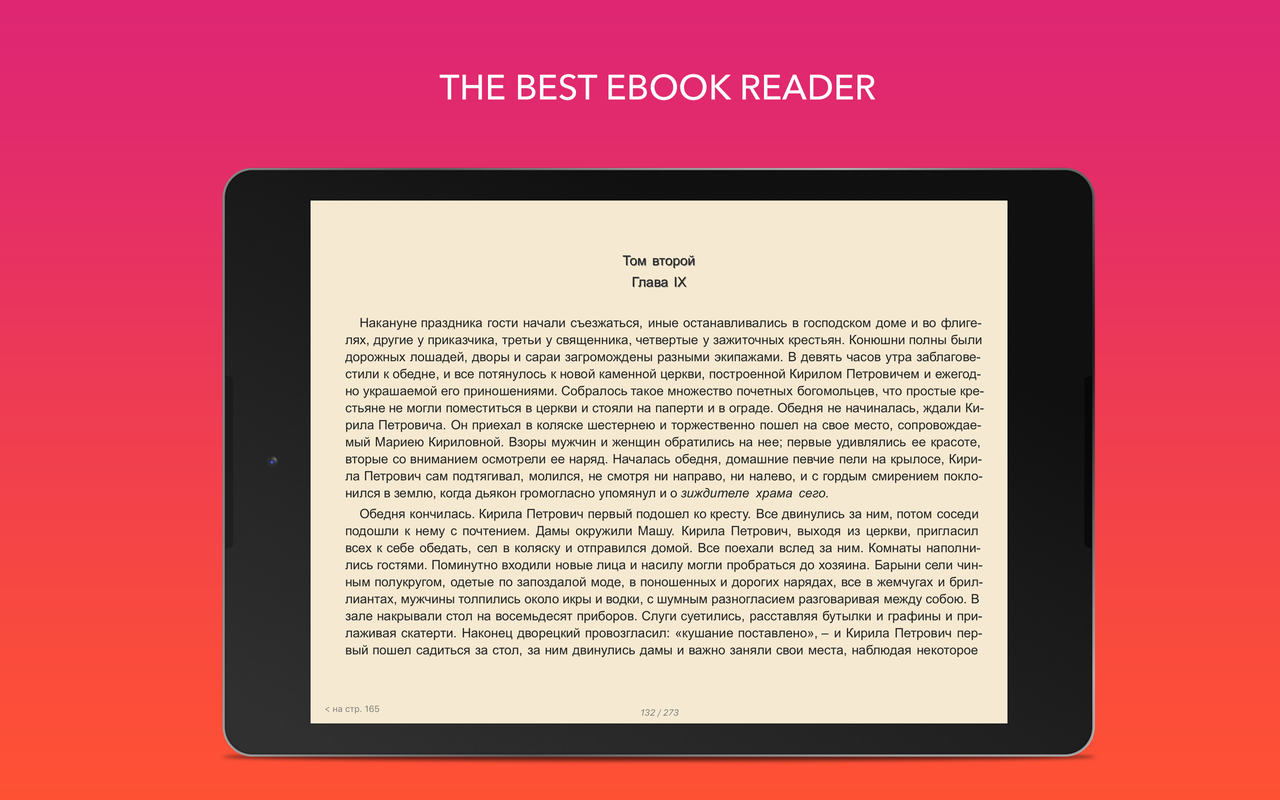 THE BEST EBOOK READER
Том второй
Глава IX
Накануне праздника гости начали съезжаться, иные останавливались в господском доме и во флиге-
лях, другие у приказчика, третьи у священника, четвертые у зажиточных крестьян. Конюшни полны были
дорожных лошадей, дворы и сараи загромождены разными экипажами. В девять часов утра заблагове-
стили к обедне, и все потянулось к новой каменной церкви, построенной Кирилом Петровичем и ежегод-
но украшаемой его приношениями. Собралось такое множество почетных богомольцев, что простые кре-
стьяне не могли поместиться в церкви и стояли на паперти и в ограде. Обедня не начиналась, ждали Ки-
рила Петровича. Он приехал в коляске шестернею и торжественно пошел на свое место, сопровождае-
мый Мариею Кириловной. Взоры мужчин и женщин обратились на нее; первые удивлялись ее красоте,
вторые со вниманием осмотрели ее наряд. Началась обедня, домашние певчие пели на крылосе, Кири-
ла Петрович сам подтягивал, молился, не смотря ни направо, ни налево, и с гордым смирением покло-
нился в землю, когда дьякон громогласно упомянул и о зиждителе храма сего.
Обедня кончилась. Кирила Петрович первый подошел ко кресту. Все двинулись за ним, потом соседи
подошли к нему с почтением. Дамы окружили Машу. Кирила Петрович, выходя из церкви, пригласил
всех к себе обедать, сел в коляску и отправился домой. Все поехали вслед за ним. Комнаты наполни-
лись гостями. Поминутно входили новые лица и насилу могли пробраться до хозяина. Барыни сели чин-
ным полукругом, одетые по запоздалой моде, в поношенных и дорогих нарядах, все в жемчугах и брил-
лиантах, мужчины толпились около икры и водки, с шумным разногласием разговаривая между собою. В
зале накрывали стол на восемьдесят приборов. Слуги суетились, расставляя бутылки и графины и при-
лаживая скатерти. Наконец дворецкий провозгласил: «кушание поставлено», – и Кирила Петрович пер-
вый пошел садиться за стол, за ним двинулись дамы и важно заняли свои места, наблюдая некоторое
< на стр. 165
132 / 273